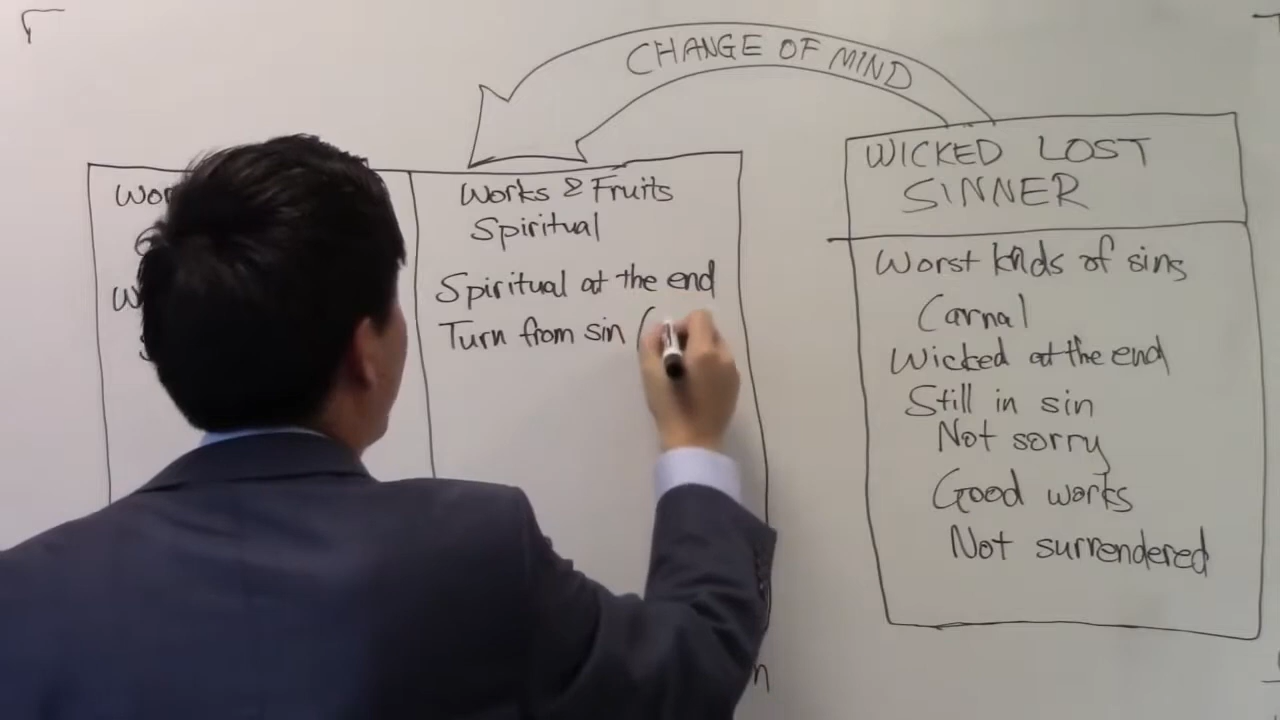 CHANGE OF MIND
Works & Fruits
Spiritual
Spiritual at the end
Turn from sin (
WICKED LOST
SINNER
Worst kinds of sins
Carnal
Wicked at the end
Still in sin
Not sorry
Good works
Not surrendered